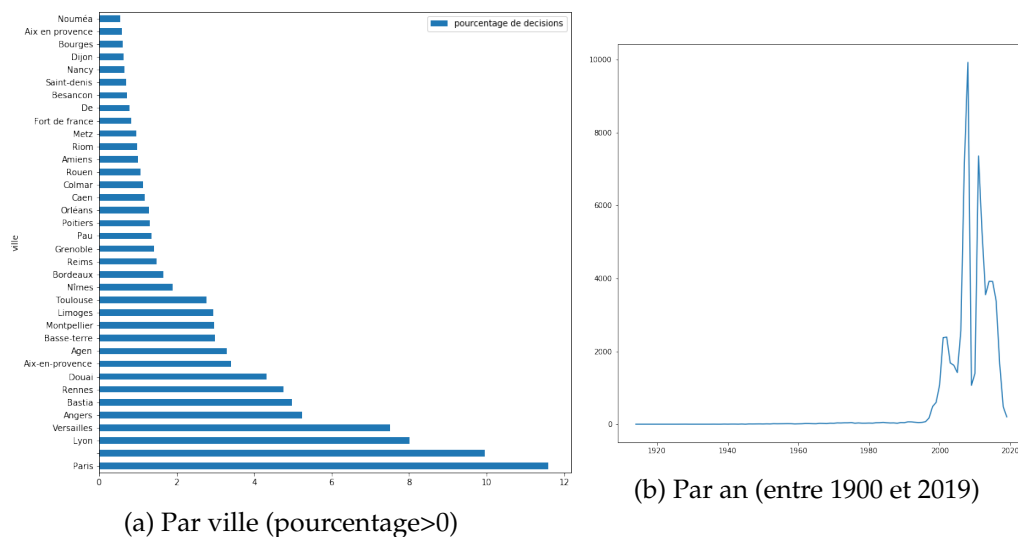 pourcentage de decisions
ville
Nouméa
Aix en provence
Bourges
Dijon
Nancy
Saint-denis
Besancon
De
Fort de france
Metz
Riom
Amiens
Rouen
Colmar
Caen
Orléans
Poitiers
Pau
Grenoble
Reims
Bordeaux
Nîmes
Toulouse
Limoges
Montpellier
Basse-terre
Agen
Aix-en-provence
Douai
Rennes
Bastia
Angers
Versailles
Lyon
Paris
0 2 4 6 8 10 12
(a) Par ville (pourcentage>0)
10000
8000
6000
4000
2000
0
1920 1940 1960 1980 2000 2020
(b) Par an (entre 1900 et 2019)